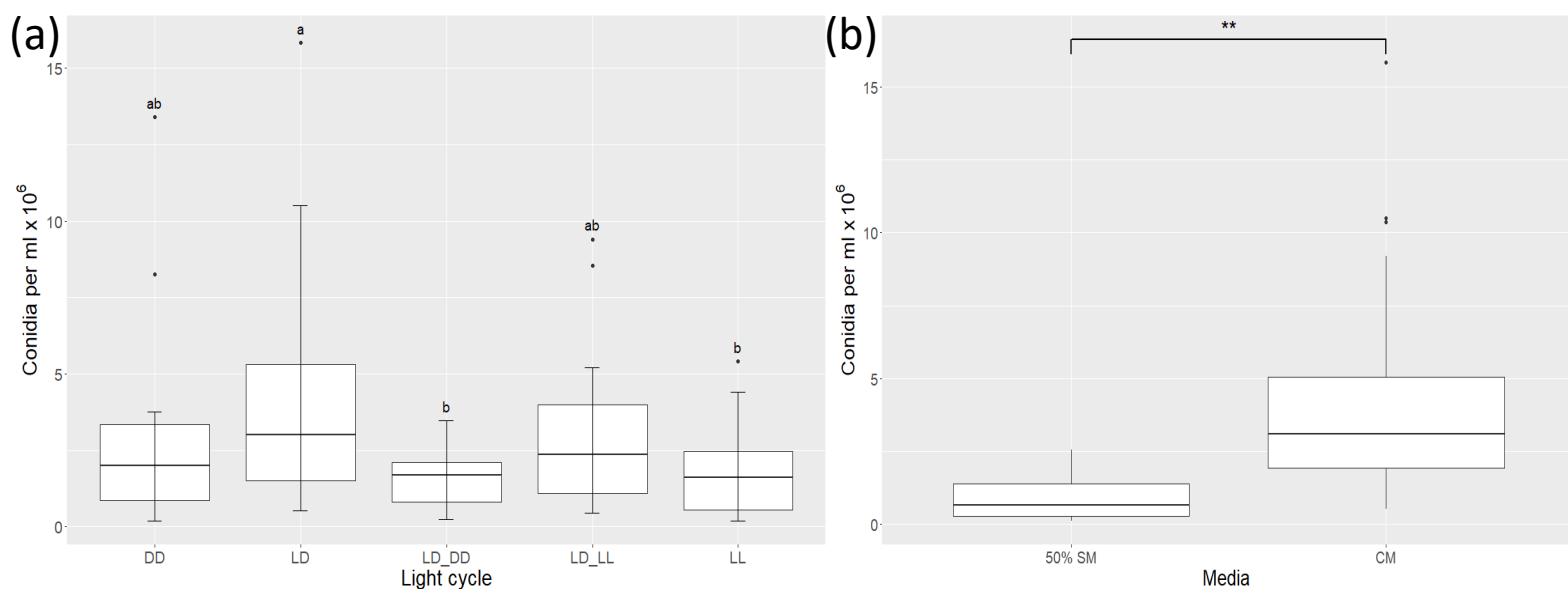 (a)
a
ab
ab
b
b
15
10
5
0
Conidia per ml x 10⁶
DD LD LD_DD LD_LL LL
Light cycle
(b)
**
15
10
5
0
Conidia per ml x 10⁶
50% SM CM
Media